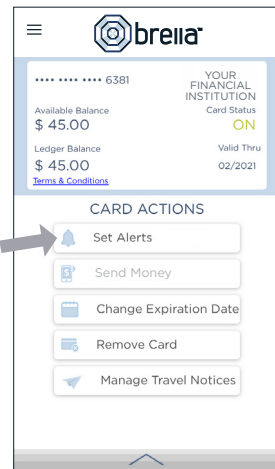 brella
•••• •••• •••• 6381
YOUR
FINANCIAL
INSTITUTION
Available Balance
Card Status
$ 45.00
ON
Ledger Balance
Valid Thru
$ 45.00
02/2021
Terms & Conditions
CARD ACTIONS
Set Alerts
Send Money
Change Expiration Date
Remove Card
Manage Travel Notices